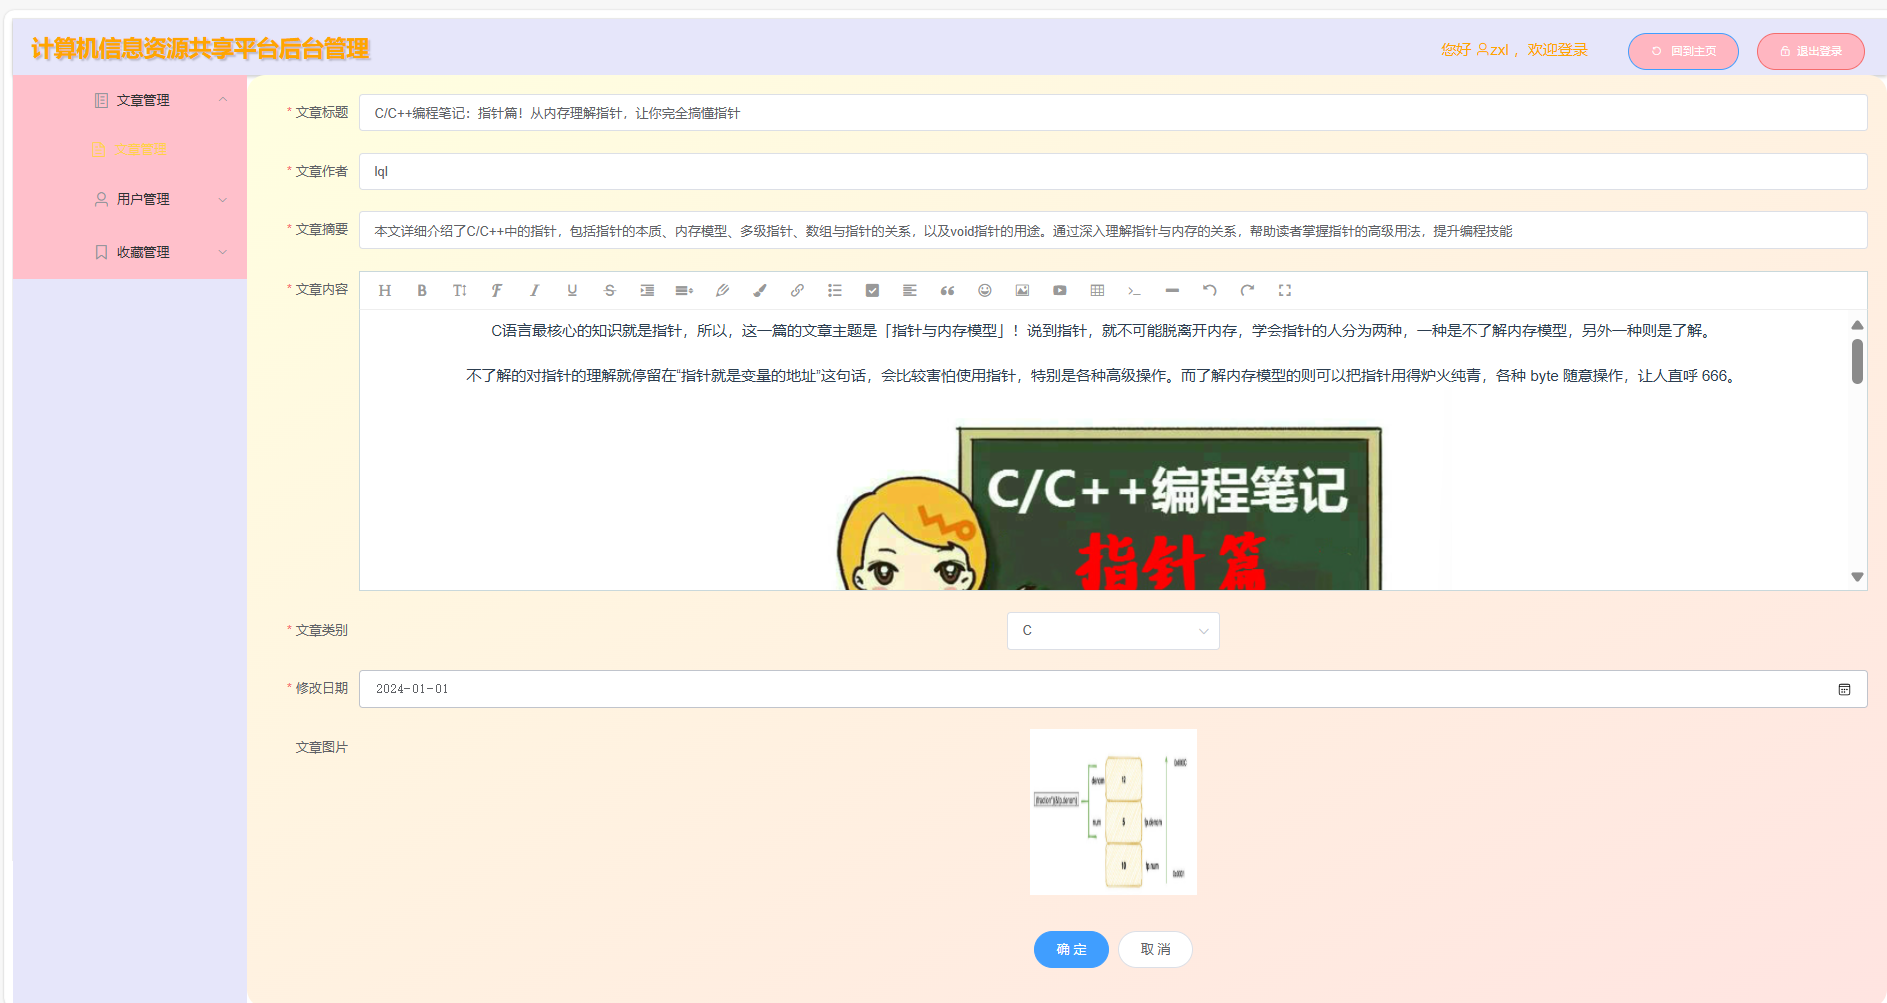 计算机信息资源共享平台后台管理
您好 zxl ，欢迎登录
回到主页
退出登录
文章管理
文章管理
用户管理
收藏管理
* 文章标题
C/C++编程笔记：指针篇！从内存理解指针，让你完全搞懂指针
* 文章作者
lql
* 文章摘要
本文详细介绍了C/C++中的指针，包括指针的本质、内存模型、多级指针、数组与指针的关系，以及void指针的用途。通过深入理解指针与内存的关系，帮助读者掌握指针的高级用法，提升编程技能
* 文章内容
C语言最核心的知识就是指针，所以，这一篇的文章主题是「指针与内存模型」！说到指针，就不可能脱离开内存，学会指针的人分为两种，一种是不了解内存模型，另外一种则是了解。
不了解的对指针的理解就停留在“指针就是变量的地址”这句话，会比较害怕使用指针，特别是各种高级操作。而了解内存模型的则可以把指针用得炉火纯青，各种 byte 随意操作，让人直呼 666。
C/C++编程笔记
指针篇
* 文章类别
C
* 修改日期
2024-01-01
文章图片
denom
12
num
5
fp.denom
10
fp.num
确 定
取 消